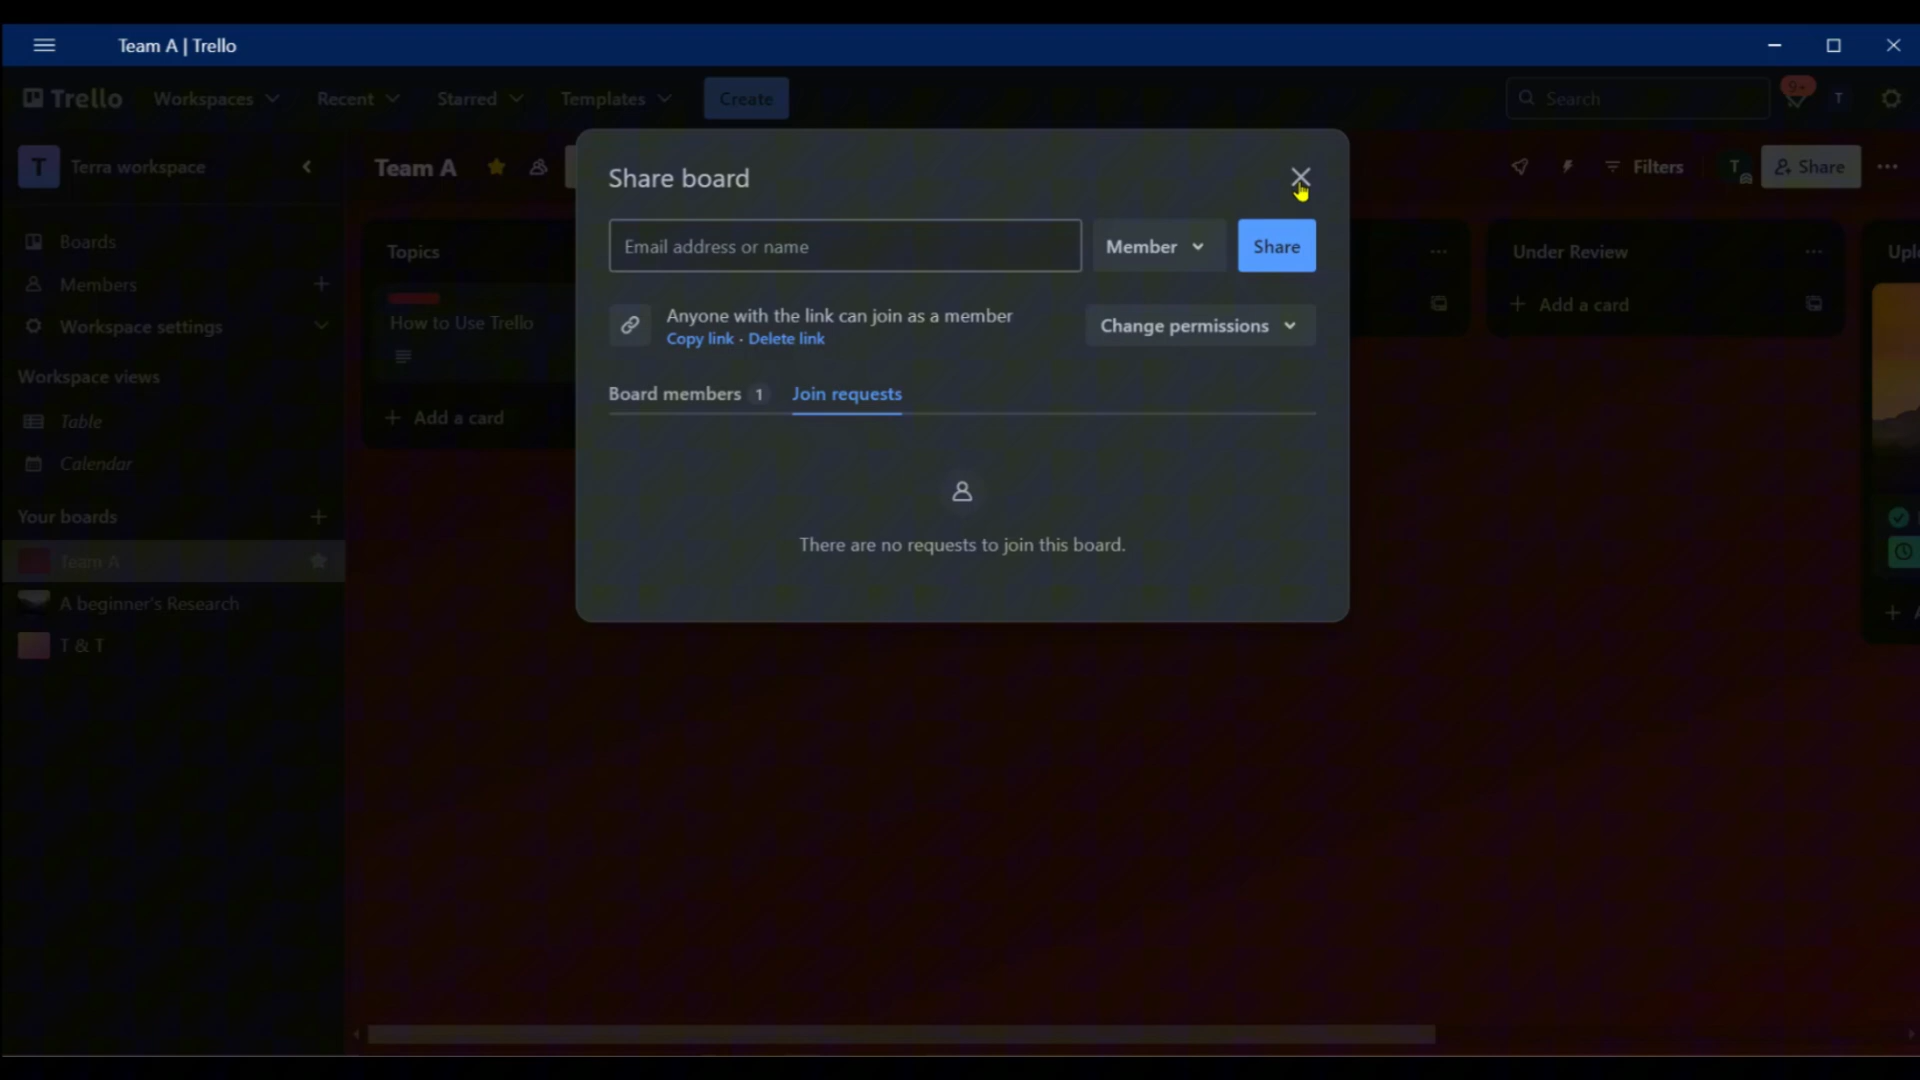 Team A | Trello
Trello Workspaces Recent Starred Templates Create Search 9+ T
T Terra workspace Team A Filters T Share
Share board
Email address or name Member Share
Anyone with the link can join as a member
Copy link · Delete link
Change permissions
Board members 1 Join requests
There are no requests to join this board.
Boards
Members
Workspace settings
Workspace views
Table
Calendar
Your boards
Team A
A beginner's Research
T & T
Topics
How to Use Trello
+ Add a card
Under Review
+ Add a card